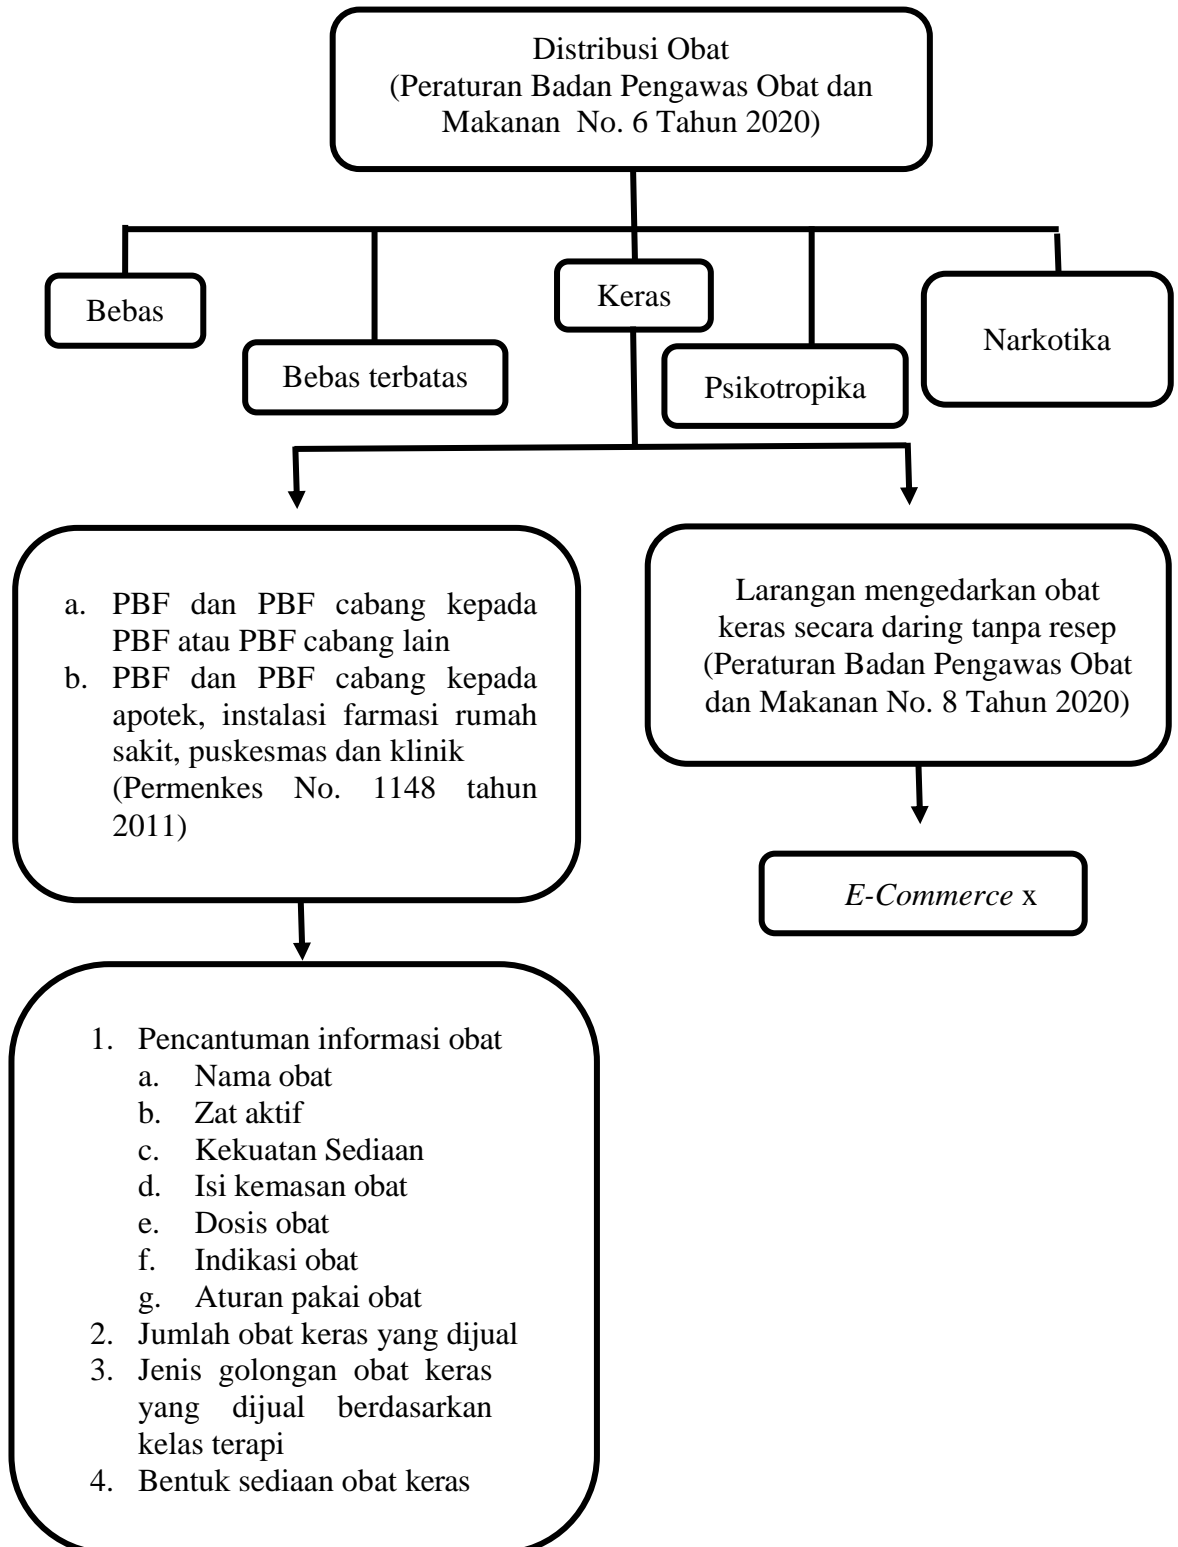 Distribusi Obat
(Peraturan Badan Pengawas Obat dan
Makanan No. 6 Tahun 2020)
Bebas
Bebas terbatas
Keras
Psikotropika
Narkotika
a. PBF dan PBF cabang kepada
PBF atau PBF cabang lain
b. PBF dan PBF cabang kepada
apotek, instalasi farmasi rumah
sakit, puskesmas dan klinik
(Permenkes No. 1148 tahun
2011)
Larangan mengedarkan obat
keras secara daring tanpa resep
(Peraturan Badan Pengawas Obat
dan Makanan No. 8 Tahun 2020)
E-Commerce x
1. Pencantuman informasi obat
a. Nama obat
b. Zat aktif
c. Kekuatan Sediaan
d. Isi kemasan obat
e. Dosis obat
f. Indikasi obat
g. Aturan pakai obat
2. Jumlah obat keras yang dijual
3. Jenis golongan obat keras
yang dijual berdasarkan
kelas terapi
4. Bentuk sediaan obat keras